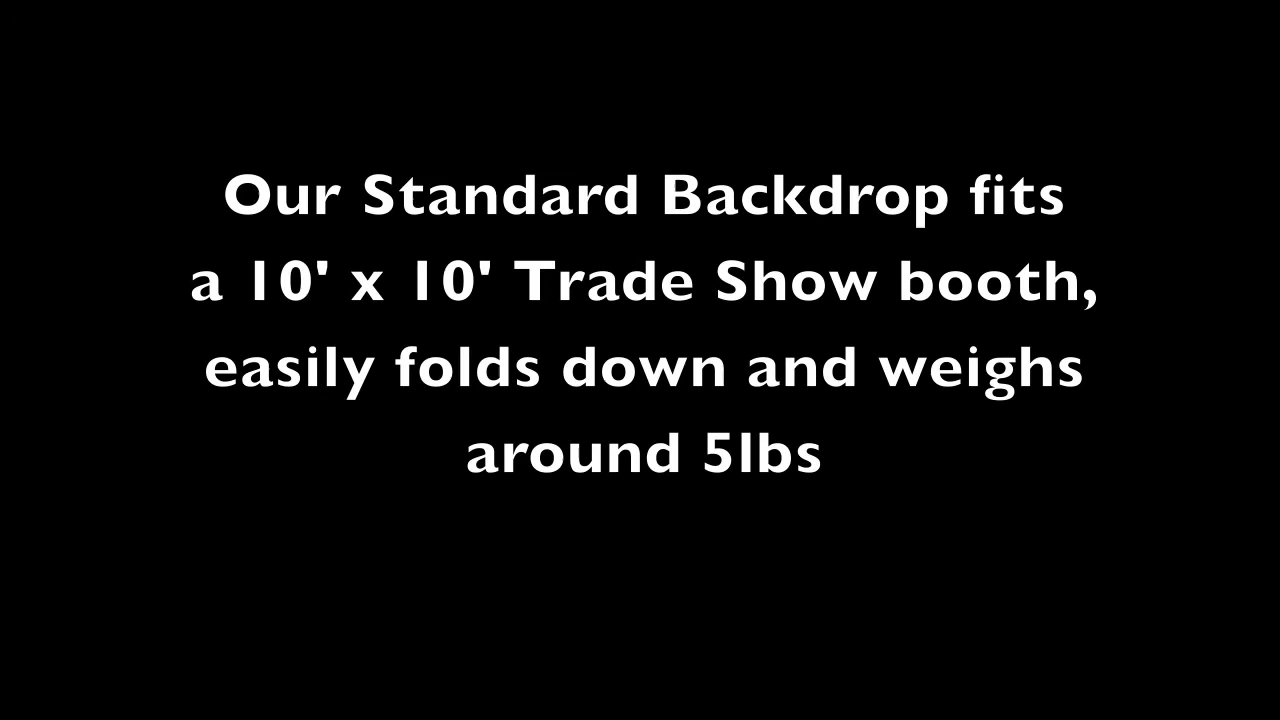 Our Standard Backdrop fits
a 10' x 10' Trade Show booth,
easily folds down and weighs
around 5lbs